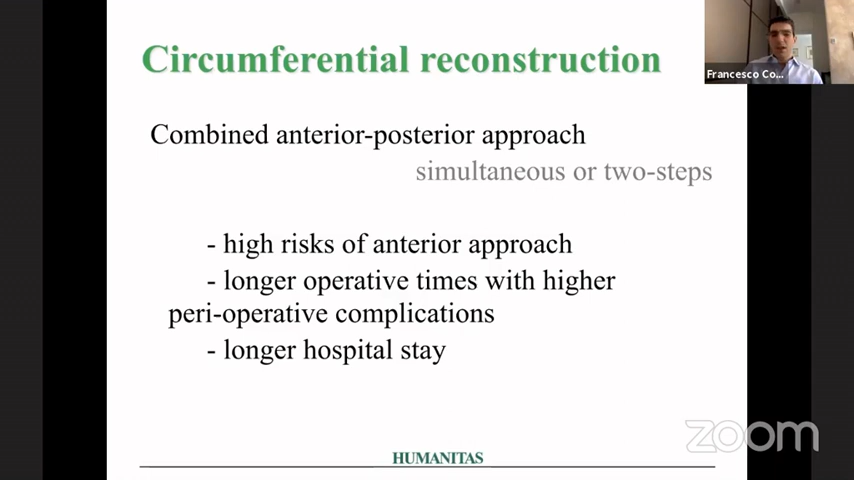 Circumferential reconstruction
Francesco Co...
Combined anterior-posterior approach
simultaneous or two-steps
- high risks of anterior approach
- longer operative times with higher
peri-operative complications
- longer hospital stay
zoom
HUMANITAS